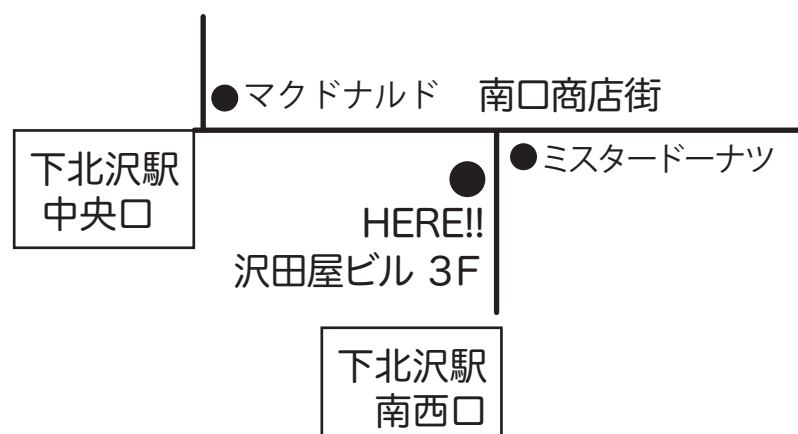 マクドナルド　南口商店街
ミスタードーナツ
下北沢駅
中央口
HERE!!
沢田屋ビル 3F
下北沢駅
南西口